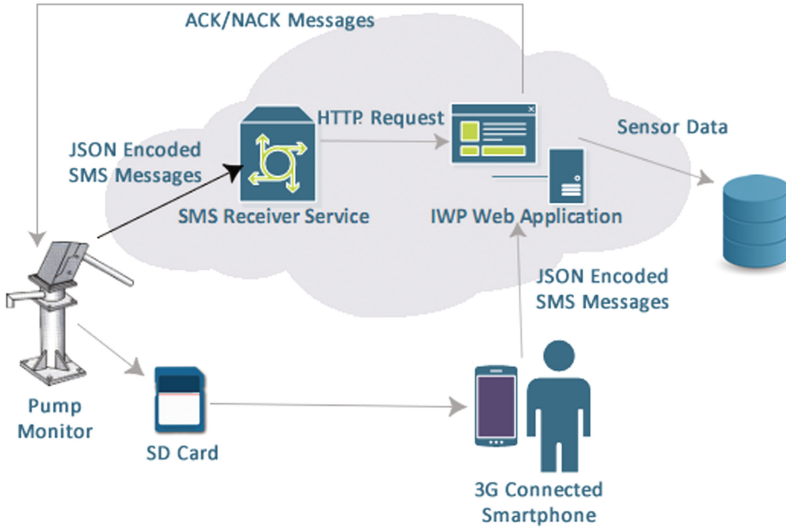 ACK/NACK Messages
HTTP Request
Sensor Data
JSON Encoded
SMS Messages
SMS Receiver Service
IWP Web Application
JSON Encoded
SMS Messages
Pump
Monitor
SD Card
3G Connected
Smartphone